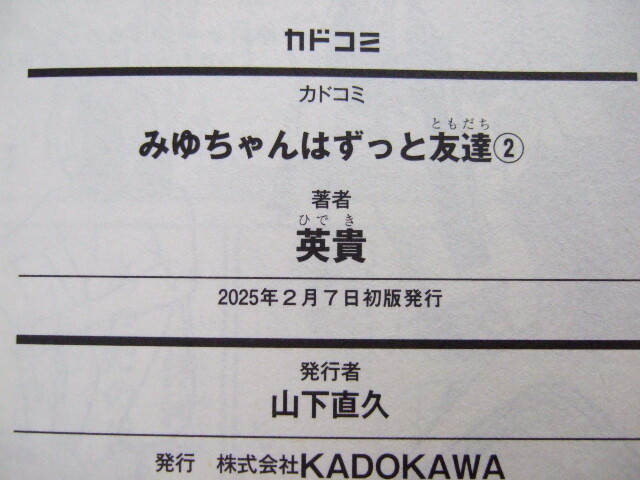 カドコミ
カドコミ
ともだち
みゆちゃんはずっと友達②
著者
ひでき
英貴
2025年２月７日初版発行
発行者
山下直久
発行　株式会社KADOKAWA